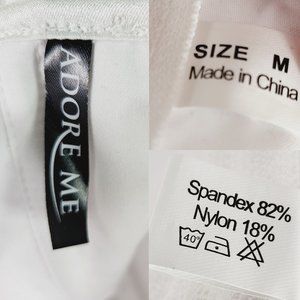 ADORE ME
SIZE M
Made in China
Spandex 82%
Nylon 18%
40°